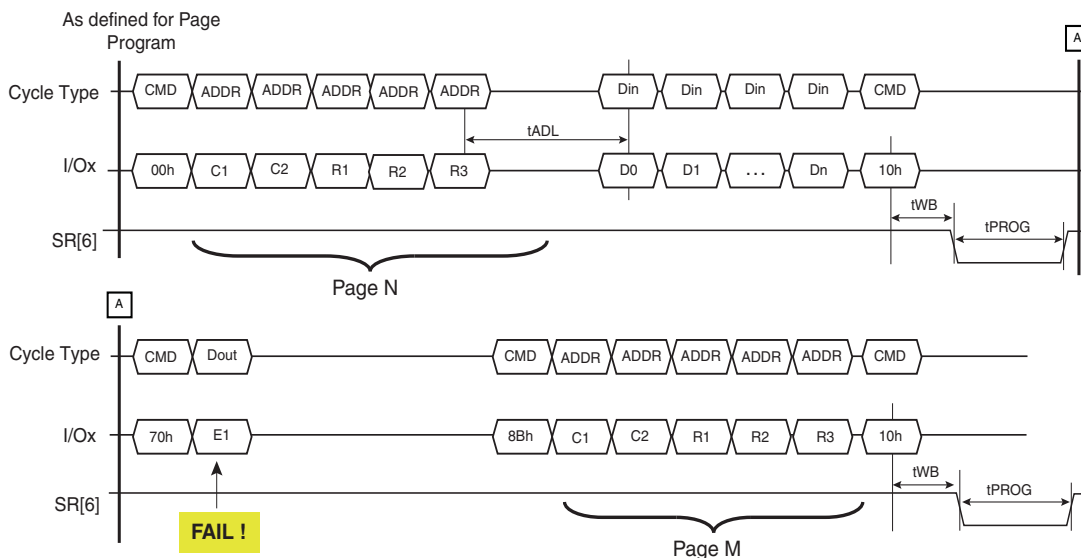 As defined for Page
Program
A
Cycle Type
CMD ADDR ADDR ADDR ADDR ADDR Din Din Din Din CMD
tADL
I/Ox
00h C1 C2 R1 R2 R3 D0 D1 ... Dn 10h
tWB
tPROG
SR[6]
Page N
A
Cycle Type
CMD Dout CMD ADDR ADDR ADDR ADDR ADDR CMD
I/Ox
70h E1 8Bh C1 C2 R1 R2 R3 10h
tWB
tPROG
SR[6]
FAIL !
Page M